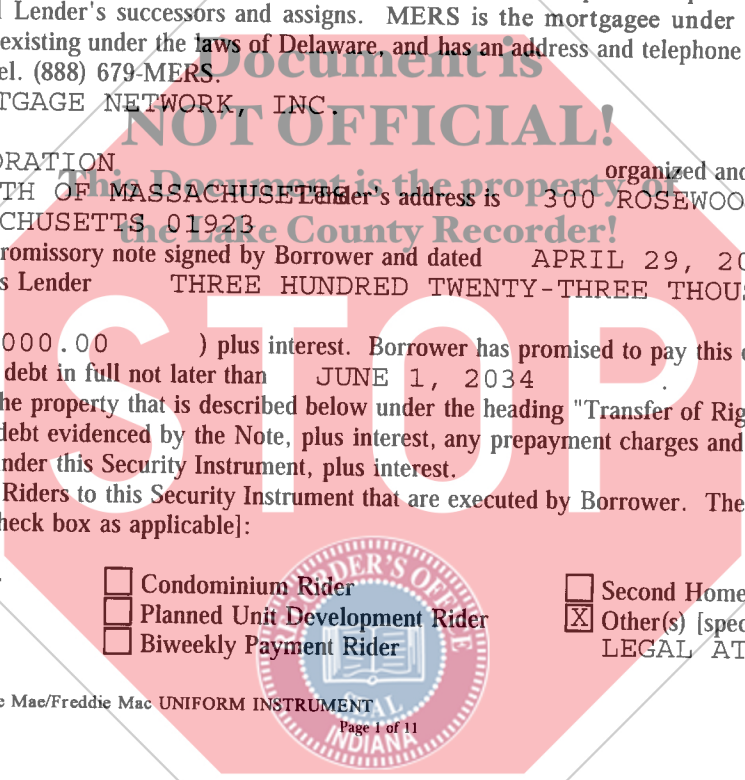 Lender's successors and assigns. MERS is the mortgagee under
existing under the laws of Delaware, and has an address and telephone
el. (888) 679-MERS.
Document is
TGAGE NETWORK, INC.
NOT OFFICIAL!
ORATION
organized and
This Document is the property of
TH OF MASSACHUSETTS Lender's address is 300 ROSEWOO
CHUSETTS 01923
the Lake County Recorder!
romissory note signed by Borrower and dated APRIL 29, 20
s Lender THREE HUNDRED TWENTY-THREE THOUS
STOP
000.00 ) plus interest. Borrower has promised to pay this
debt in full not later than JUNE 1, 2034
he property that is described below under the heading "Transfer of Rig
debt evidenced by the Note, plus interest, any prepayment charges and
nder this Security Instrument, plus interest.
Riders to this Security Instrument that are executed by Borrower. The
heck box as applicable]:
Condominium Rider
Second Home
Planned Unit Development Rider
X Other(s) [spec
Biweekly Payment Rider
LEGAL AT
RECORDER'S OFFICE
SEAL
INDIANA
e Mae/Freddie Mac UNIFORM INSTRUMENT
Page 1 of 11